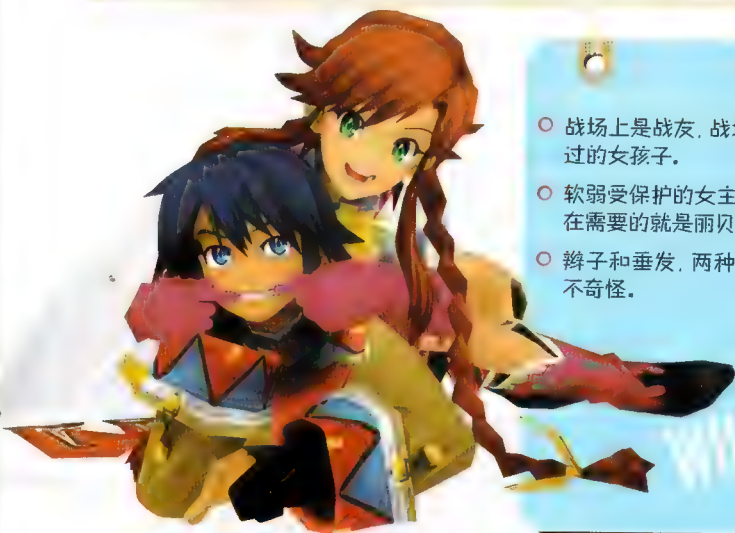 战场上是战友，战
过的女孩子。
软弱受保护的女主
在需要的就是丽贝
辫子和垂发，两种
不奇怪。